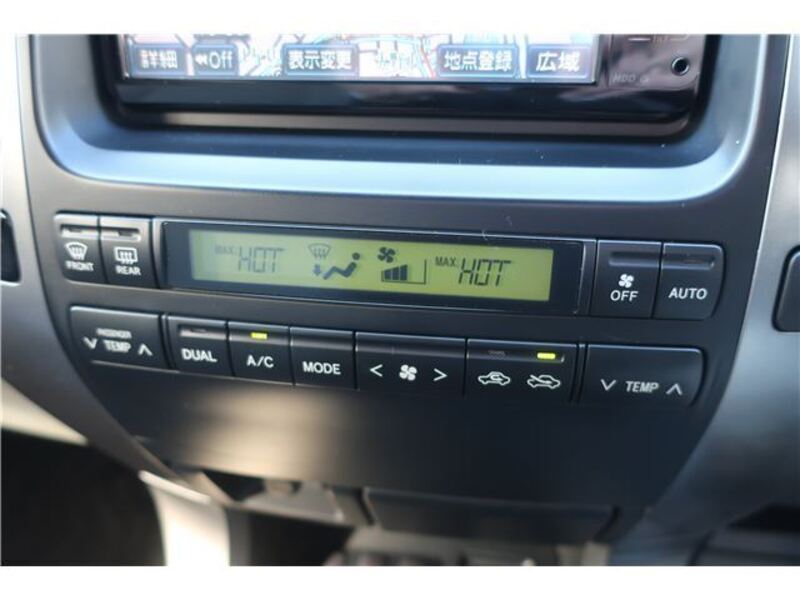 詳細 ◀◀Off 表示変更 地点登録 広域
HDD
FRONT REAR MAX HOT MAX HOT OFF AUTO
PASSENGER
TEMP DUAL A/C MODE < > TEMP